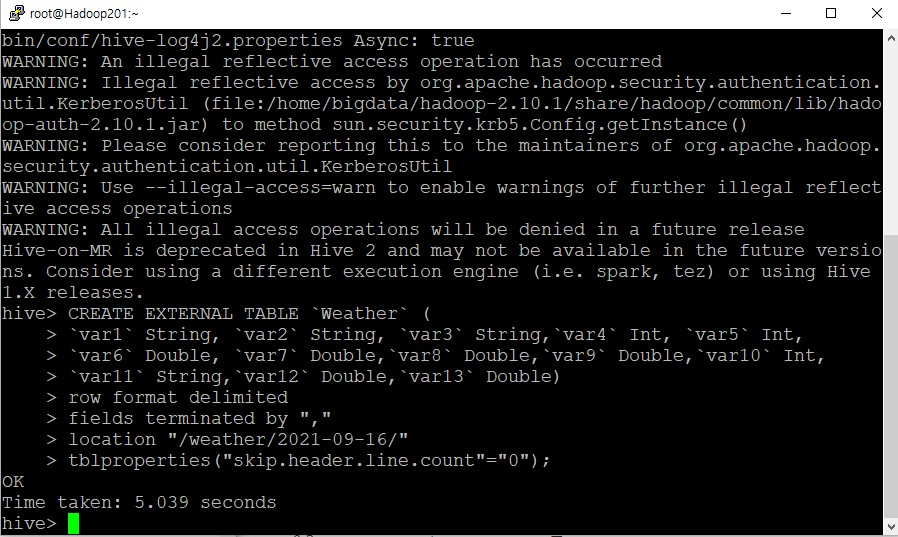 root@Hadoop201:~
bin/conf/hive-log4j2.properties Async: true
WARNING: An illegal reflective access operation has occurred
WARNING: Illegal reflective access by org.apache.hadoop.security.authentication.
util.KerberosUtil (file:/home/bigdata/hadoop-2.10.1/share/hadoop/common/lib/hado
op-auth-2.10.1.jar) to method sun.security.krb5.Config.getInstance()
WARNING: Please consider reporting this to the maintainers of org.apache.hadoop.
security.authentication.util.KerberosUtil
WARNING: Use --illegal-access=warn to enable warnings of further illegal reflect
ive access operations
WARNING: All illegal access operations will be denied in a future release
Hive-on-MR is deprecated in Hive 2 and may not be available in the future versio
ns. Consider using a different execution engine (i.e. spark, tez) or using Hive
1.X releases.
hive> CREATE EXTERNAL TABLE `Weather` (
    > `var1` String, `var2` String, `var3` String,`var4` Int, `var5` Int,
    > `var6` Double, `var7` Double,`var8` Double,`var9` Double,`var10` Int,
    > `var11` String,`var12` Double,`var13` Double)
    > row format delimited
    > fields terminated by ","
    > location "/weather/2021-09-16/"
    > tblproperties("skip.header.line.count"="0");
OK
Time taken: 5.039 seconds
hive>